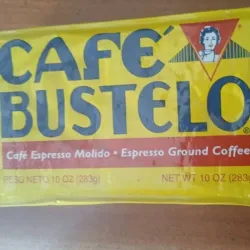 CAFÉ
BUSTELO
Café Espresso Molido • Espresso Ground Coffee
PESO NETO 10 OZ (283g)
NET WT 10 OZ (283